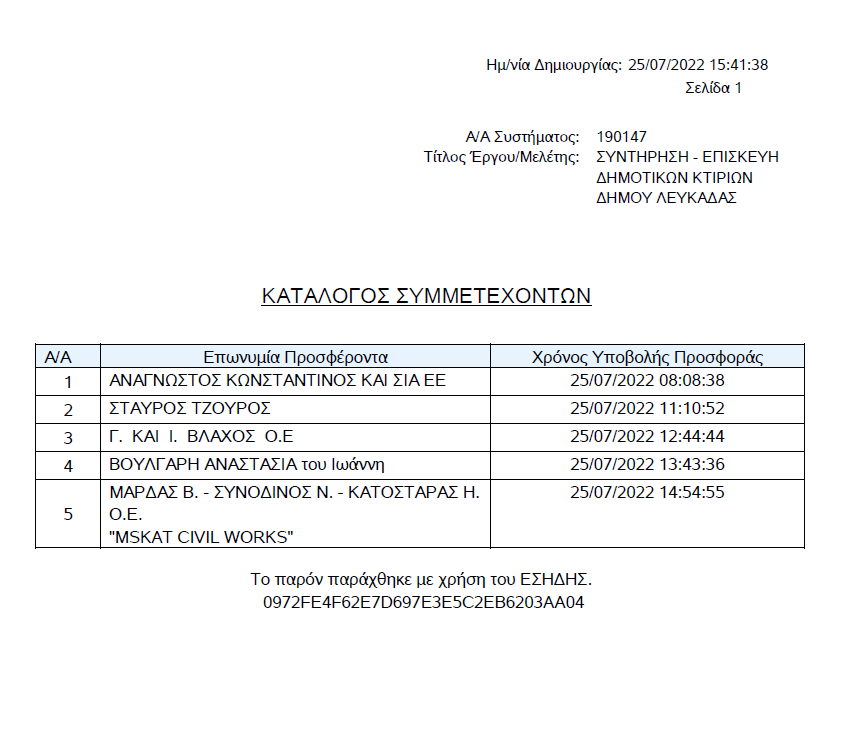 Ημ/νία Δημιουργίας: 25/07/2022 15:41:38
Σελίδα 1
Α/Α Συστήματος: 190147
Τίτλος Έργου/Μελέτης: ΣΥΝΤΗΡΗΣΗ - ΕΠΙΣΚΕΥΗ
ΔΗΜΟΤΙΚΩΝ ΚΤΙΡΙΩΝ
ΔΗΜΟΥ ΛΕΥΚΑΔΑΣ
ΚΑΤΑΛΟΓΟΣ ΣΥΜΜΕΤΕΧΟΝΤΩΝ
Α/Α Επωνυμία Προσφέροντα Χρόνος Υποβολής Προσφοράς
1 ΑΝΑΓΝΩΣΤΟΣ ΚΩΝΣΤΑΝΤΙΝΟΣ ΚΑΙ ΣΙΑ ΕΕ 25/07/2022 08:08:38
2 ΣΤΑΥΡΟΣ ΤΖΟΥΡΟΣ 25/07/2022 11:10:52
3 Γ. ΚΑΙ Ι. ΒΛΑΧΟΣ Ο.Ε 25/07/2022 12:44:44
4 ΒΟΥΛΓΑΡΗ ΑΝΑΣΤΑΣΙΑ του Ιωάννη 25/07/2022 13:43:36
5 ΜΑΡΔΑΣ Β. - ΣΥΝΟΔΙΝΟΣ Ν. - ΚΑΤΟΣΤΑΡΑΣ Η. 25/07/2022 14:54:55
Ο.Ε.
"MSKAT CIVIL WORKS"
Το παρόν παράχθηκε με χρήση του ΕΣΗΔΗΣ.
0972FE4F62E7D697E3E5C2EB6203AA04